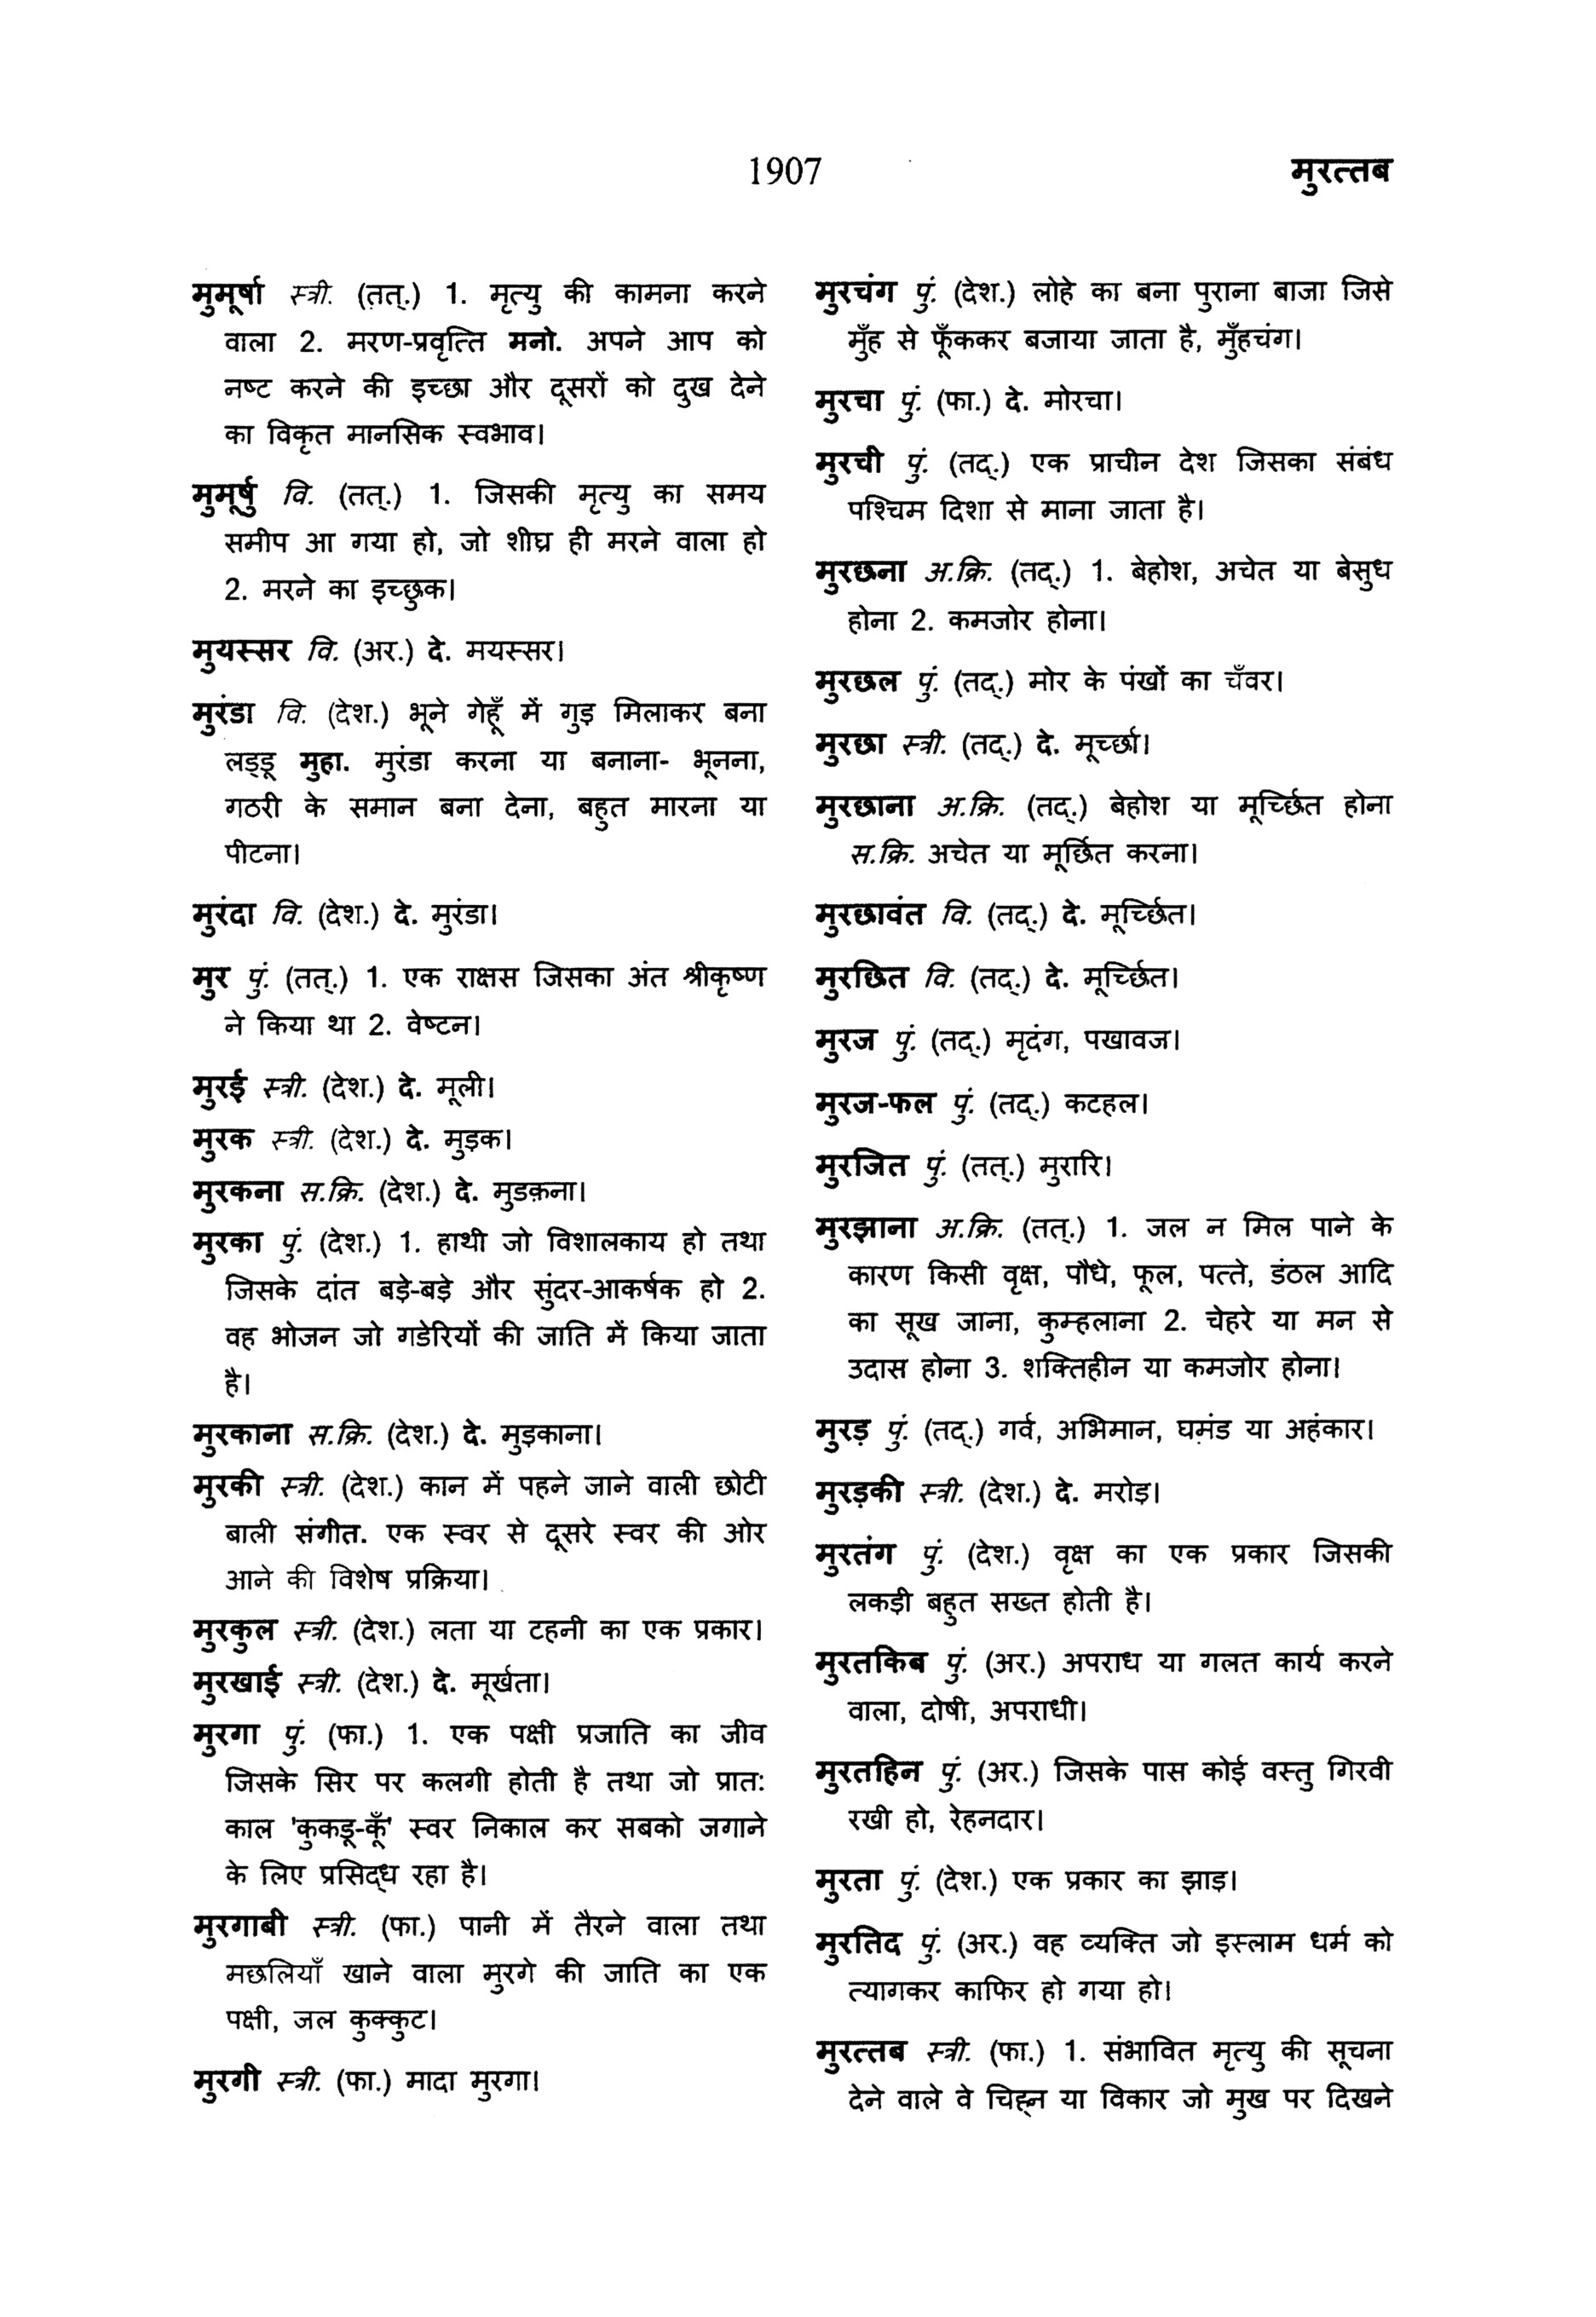 1907
मुरत्तब
मुमूर्षा स्त्री. (तत्.) 1. मृत्यु की कामना करने
वाला 2. मरण-प्रवृत्ति मनो. अपने आप को
नष्ट करने की इच्छा और दूसरों को दुख देने
का विकृत मानसिक स्वभाव।
मुमूर्षु वि. (तत्.) 1. जिसकी मृत्यु का समय
समीप आ गया हो, जो शीघ्र ही मरने वाला हो
2. मरने का इच्छुक।
मुयस्सर वि. (अर.) दे. मयस्सर।
मुरंडा वि. (देश.) भूने गेहूँ में गुड़ मिलाकर बना
लड्डू मुहा. मुरंडा करना या बनाना- भूनना,
गठरी के समान बना देना, बहुत मारना या
पीटना।
मुरंदा वि. (देश.) दे. मुरंडा।
मुर पुं. (तत्.) 1. एक राक्षस जिसका अंत श्रीकृष्ण
ने किया था 2. वेष्टन।
मुरई स्त्री. (देश.) दे. मूली।
मुरक स्त्री. (देश.) दे. मुड़क।
मुरकना स.क्रि. (देश.) दे. मुडक़ना।
मुरका पुं. (देश.) 1. हाथी जो विशालकाय हो तथा
जिसके दांत बड़े-बड़े और सुंदर-आकर्षक हो 2.
वह भोजन जो गडेरियों की जाति में किया जाता
है।
मुरकाना स.क्रि. (देश.) दे. मुड़काना।
मुरकी स्त्री. (देश.) कान में पहने जाने वाली छोटी
बाली संगीत. एक स्वर से दूसरे स्वर की ओर
आने की विशेष प्रक्रिया।
मुरकुल स्त्री. (देश.) लता या टहनी का एक प्रकार।
मुरखाई स्त्री. (देश.) दे. मूर्खता।
मुरगा पुं. (फा.) 1. एक पक्षी प्रजाति का जीव
जिसके सिर पर कलगी होती है तथा जो प्रात:
काल 'कुकडू-कूँ' स्वर निकाल कर सबको जगाने
के लिए प्रसिद्ध रहा है।
मुरगाबी स्त्री. (फा.) पानी में तैरने वाला तथा
मछलियाँ खाने वाला मुरगे की जाति का एक
पक्षी, जल कुक्कुट।
मुरगी स्त्री. (फा.) मादा मुरगा।
मुरचंग पुं. (देश.) लोहे का बना पुराना बाजा जिसे
मुँह से फूँककर बजाया जाता है, मुँहचंग।
मुरचा पुं. (फा.) दे. मोरचा।
मुरची पुं. (तद्.) एक प्राचीन देश जिसका संबंध
पश्चिम दिशा से माना जाता है।
मुरछना अ.क्रि. (तद्.) 1. बेहोश, अचेत या बेसुध
होना 2. कमजोर होना।
मुरछल पुं. (तद्.) मोर के पंखों का चँवर।
मुरछा स्त्री. (तद्.) दे. मूर्च्छा।
मुरछाना अ.क्रि. (तद्.) बेहोश या मूर्च्छित होना
स.क्रि. अचेत या मूर्छित करना।
मुरछावंत वि. (तद्.) दे. मूर्च्छित।
मुरछित वि. (तद्.) दे. मूर्च्छित।
मुरज पुं. (तद्.) मृदंग, पखावज।
मुरज-फल पुं. (तद्.) कटहल।
मुरजित पुं. (तत्.) मुरारि।
मुरझाना अ.क्रि. (तत्.) 1. जल न मिल पाने के
कारण किसी वृक्ष, पौधे, फूल, पत्ते, डंठल आदि
का सूख जाना, कुम्हलाना 2. चेहरे या मन से
उदास होना 3. शक्तिहीन या कमजोर होना।
मुरड़ पुं. (तद्.) गर्व, अभिमान, घमंड या अहंकार।
मुरड़की स्त्री. (देश.) दे. मरोड़।
मुरतंग पुं. (देश.) वृक्ष का एक प्रकार जिसकी
लकड़ी बहुत सख्त होती है।
मुरतकिब पुं. (अर.) अपराध या गलत कार्य करने
वाला, दोषी, अपराधी।
मुरतहिन पुं. (अर.) जिसके पास कोई वस्तु गिरवी
रखी हो, रेहनदार।
मुरता पुं. (देश.) एक प्रकार का झाड़।
मुरतिद पुं. (अर.) वह व्यक्ति जो इस्लाम धर्म को
त्यागकर काफिर हो गया हो।
मुरत्तब स्त्री. (फा.) 1. संभावित मृत्यु की सूचना
देने वाले वे चिह्न या विकार जो मुख पर दिखने